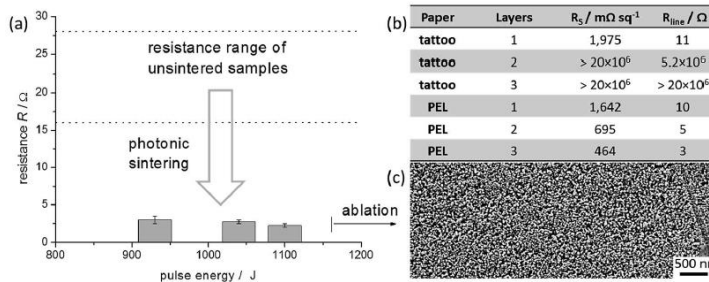 (a)
30
25
20
15
10
5
0
resistance R / Ω
resistance range of
unsintered samples
photonic
sintering
ablation
800 900 1000 1100 1200
pulse energy / J
(b)
Paper Layers R_S / mΩ sq⁻¹ R_line / Ω
tattoo 1 1,975 11
tattoo 2 > 20×10⁶ 5.2×10⁶
tattoo 3 > 20×10⁶ > 20×10⁶
PEL 1 1,642 10
PEL 2 695 5
PEL 3 464 3
(c)
500 nm